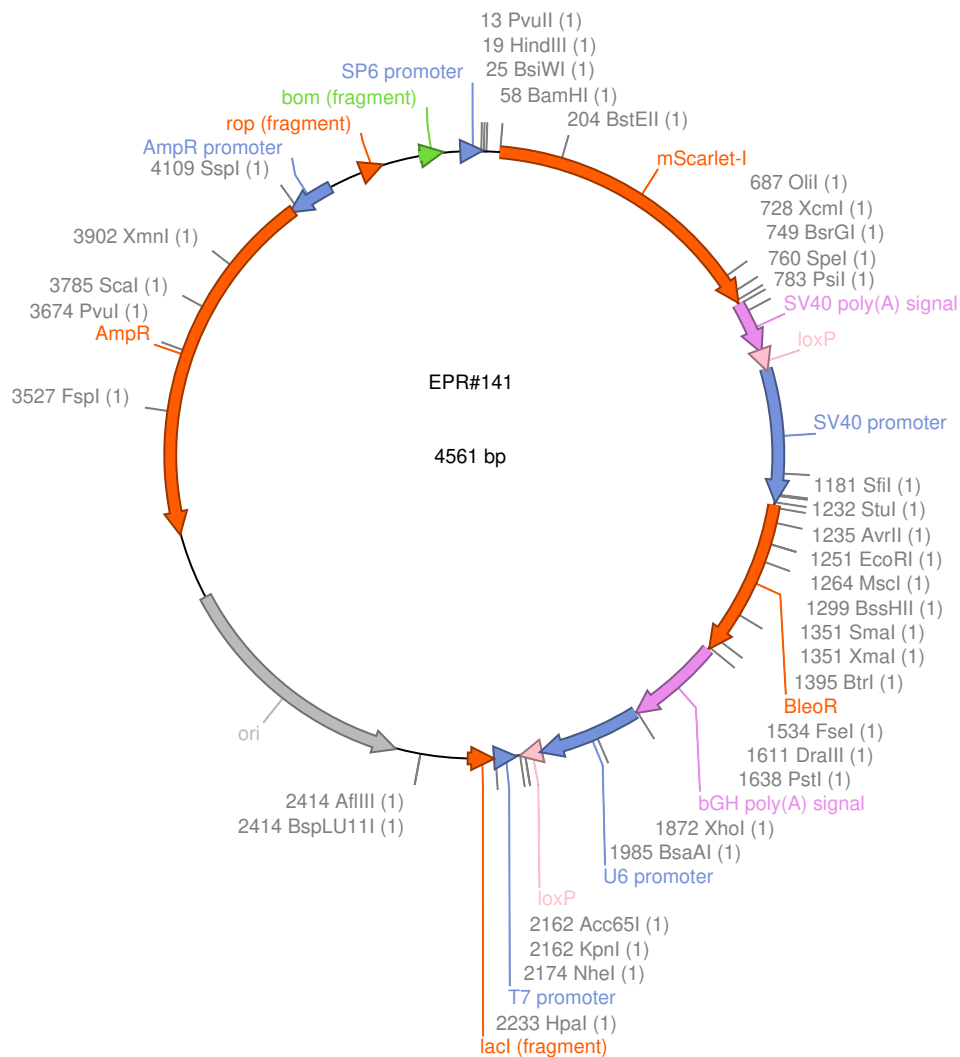 13 PvuII (1)
19 HindIII (1)
SP6 promoter
25 BsiWI (1)
bom (fragment)
58 BamHI (1)
rop (fragment)
204 BstEII (1)
AmpR promoter
mScarlet-I
4109 SspI (1)
687 OliI (1)
728 XcmI (1)
3902 XmnI (1)
749 BsrGI (1)
760 SpeI (1)
783 PsiI (1)
3785 ScaI (1)
SV40 poly(A) signal
3674 PvuI (1)
AmpR
loxP
EPR#141
3527 FspI (1)
SV40 promoter
4561 bp
1181 SfiI (1)
1232 StuI (1)
1235 AvrII (1)
1251 EcoRI (1)
1264 MscI (1)
1299 BssHII (1)
1351 SmaI (1)
1351 XmaI (1)
1395 BtrI (1)
BleoR
ori
1534 FseI (1)
1611 DraIII (1)
1638 PstI (1)
2414 AflIII (1)
bGH poly(A) signal
2414 BspLU11I (1)
1872 XhoI (1)
1985 BsaAI (1)
U6 promoter
loxP
2162 Acc65I (1)
2162 KpnI (1)
2174 NheI (1)
T7 promoter
2233 HpaI (1)
lacI (fragment)